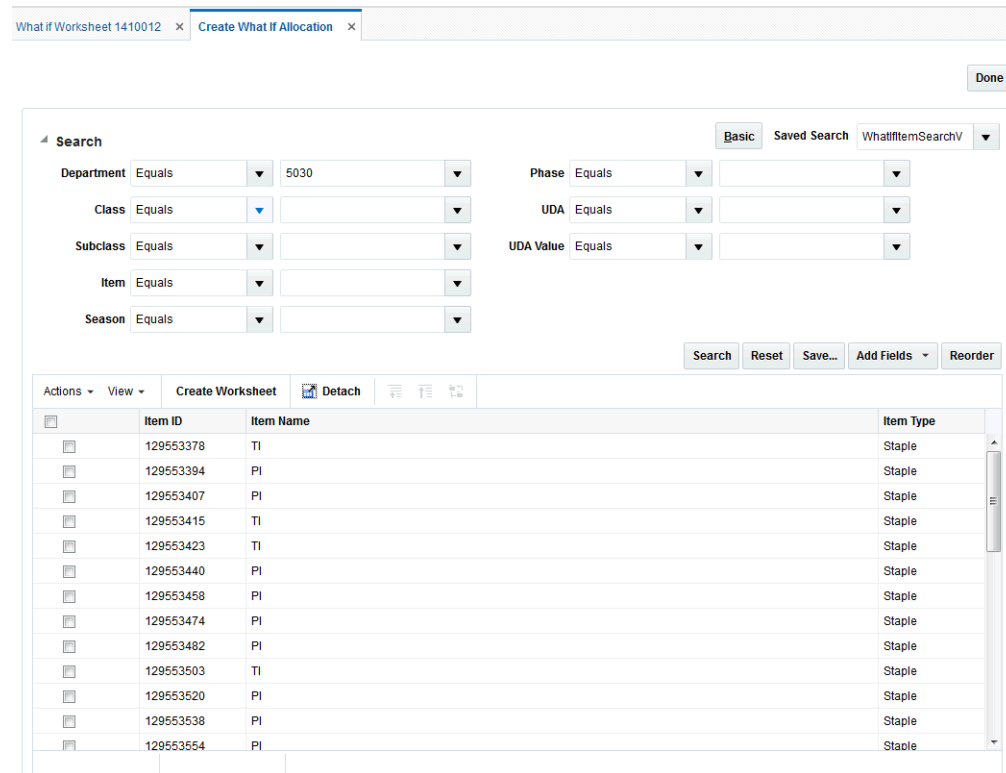 What if Worksheet 1410012 × Create What If Allocation ×
Done
Search Basic Saved Search WhatIfItemSearchV
Department Equals 5030 Phase Equals
Class Equals UDA Equals
Subclass Equals UDA Value Equals
Item Equals
Season Equals
Search Reset Save... Add Fields Reorder
Actions View Create Worksheet Detach
Item ID Item Name Item Type
129553378 TI Staple
129553394 PI Staple
129553407 PI Staple
129553415 TI Staple
129553423 TI Staple
129553440 PI Staple
129553458 PI Staple
129553474 PI Staple
129553482 PI Staple
129553503 TI Staple
129553520 PI Staple
129553538 PI Staple
129553554 PI Staple